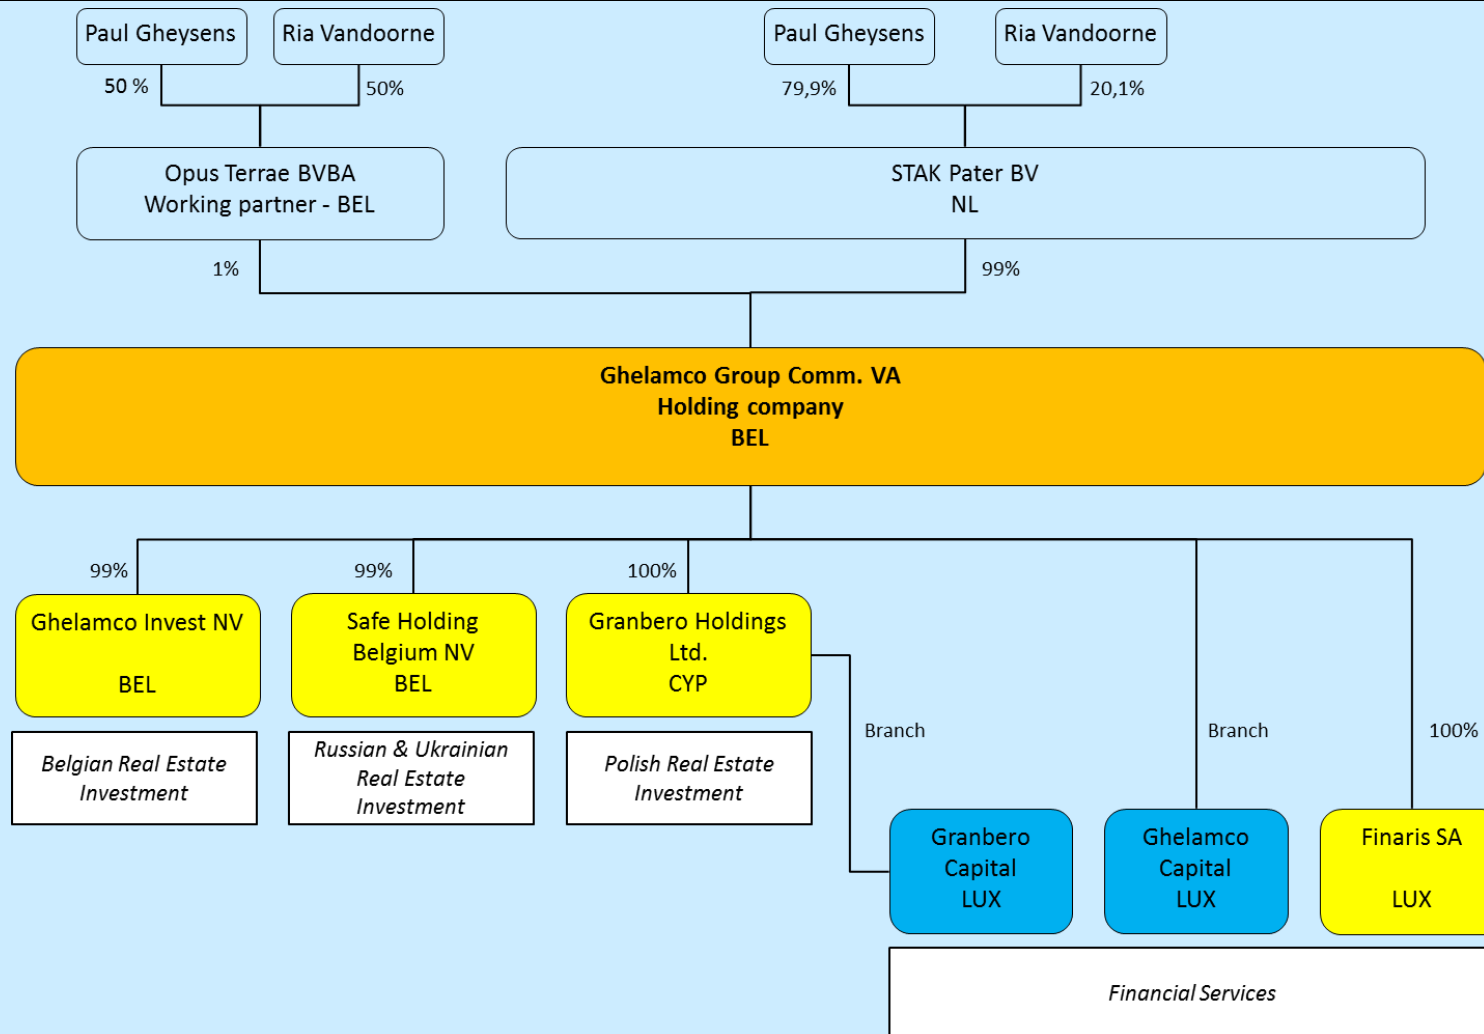 Paul Gheysens
Ria Vandoorne
Paul Gheysens
Ria Vandoorne
50 %
50%
79,9%
20,1%
Opus Terrae BVBA
Working partner - BEL
STAK Pater BV
NL
1%
99%
Ghelamco Group Comm. VA
Holding company
BEL
99%
99%
100%
Ghelamco Invest NV
BEL
Safe Holding
Belgium NV
BEL
Granbero Holdings
Ltd.
CYP
Belgian Real Estate
Investment
Russian & Ukrainian
Real Estate
Investment
Polish Real Estate
Investment
Branch
Branch
100%
Granbero
Capital
LUX
Ghelamco
Capital
LUX
Finaris SA
LUX
Financial Services